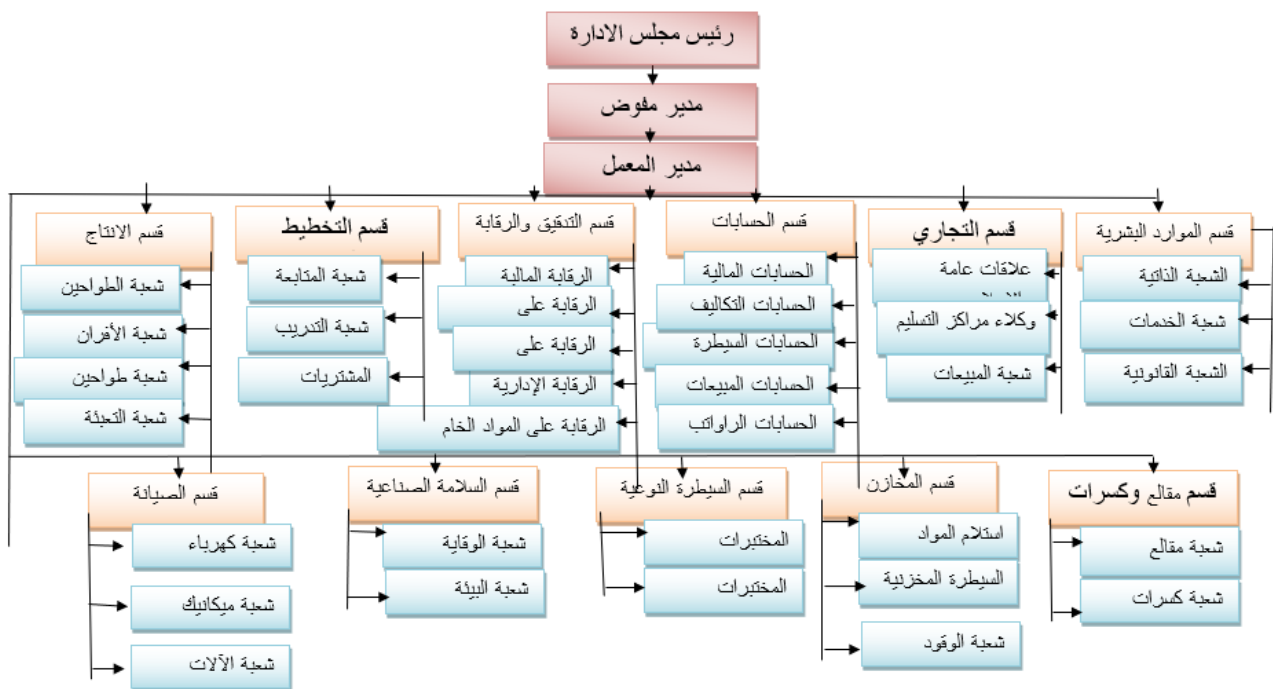 رئيس مجلس الادارة
مدير مفوض
مدير المعمل
قسم الموارد البشرية
الشعبة الذاتية
شعبة الخدمات
الشعبة القانونية
قسم التجاري
علاقات عامة
وكلاء مراكز التسليم
شعبة المبيعات
قسم الحسابات
الحسابات المالية
الحسابات التكاليف
الحسابات السيطرة
الحسابات المبيعات
الحسابات الراواتب
قسم التدقيق والرقابة
الرقابة المالية
الرقابة على
الرقابة على
الرقابة الإدارية
الرقابة على المواد الخام
قسم التخطيط
شعبة المتابعة
شعبة التدريب
المشتريات
قسم الانتاج
شعبة الطواحين
شعبة الأفران
شعبة طواحين
شعبة التعبئة
قسم مقالع وكسرات
شعبة مقالع
شعبة كسرات
قسم المخازن
استلام المواد
السيطرة المخزنية
شعبة الوقود
قسم السيطرة النوعية
المختبرات
المختبرات
قسم السلامة الصناعية
شعبة الوقاية
شعبة البيئة
قسم الصيانة
شعبة كهرباء
شعبة ميكانيك
شعبة الآلات